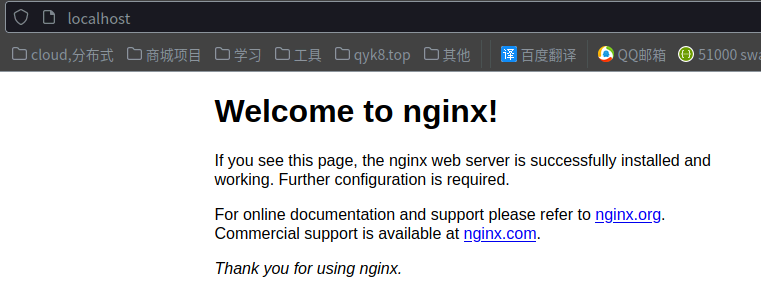 localhost
cloud,分布式 商城项目 学习 工具 qyk8.top 其他 译 百度翻译 QQ邮箱 51000 swa
Welcome to nginx!
If you see this page, the nginx web server is successfully installed and
working. Further configuration is required.
For online documentation and support please refer to nginx.org.
Commercial support is available at nginx.com.
Thank you for using nginx.